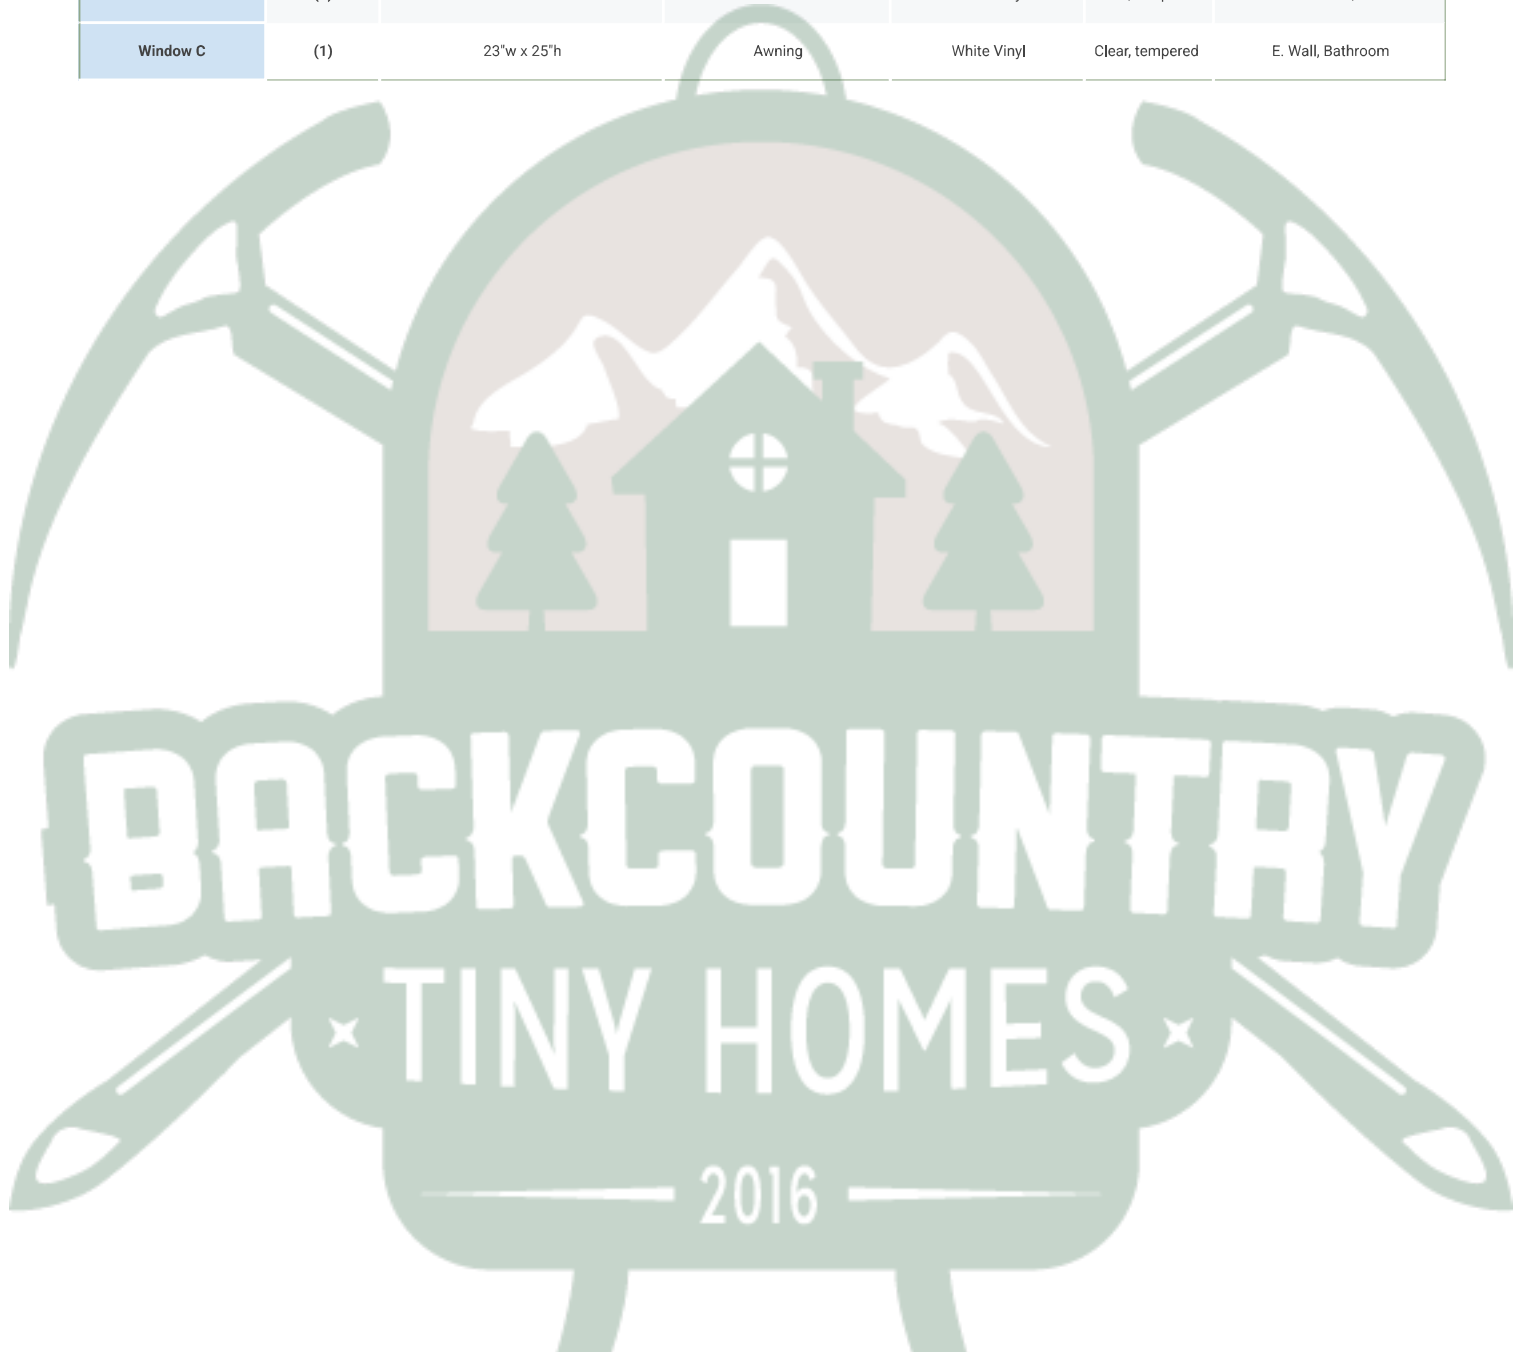 Window C (1) 23"w x 25"h Awning White Vinyl Clear, tempered E. Wall, Bathroom
BACKCOUNTRY
TINY HOMES
2016